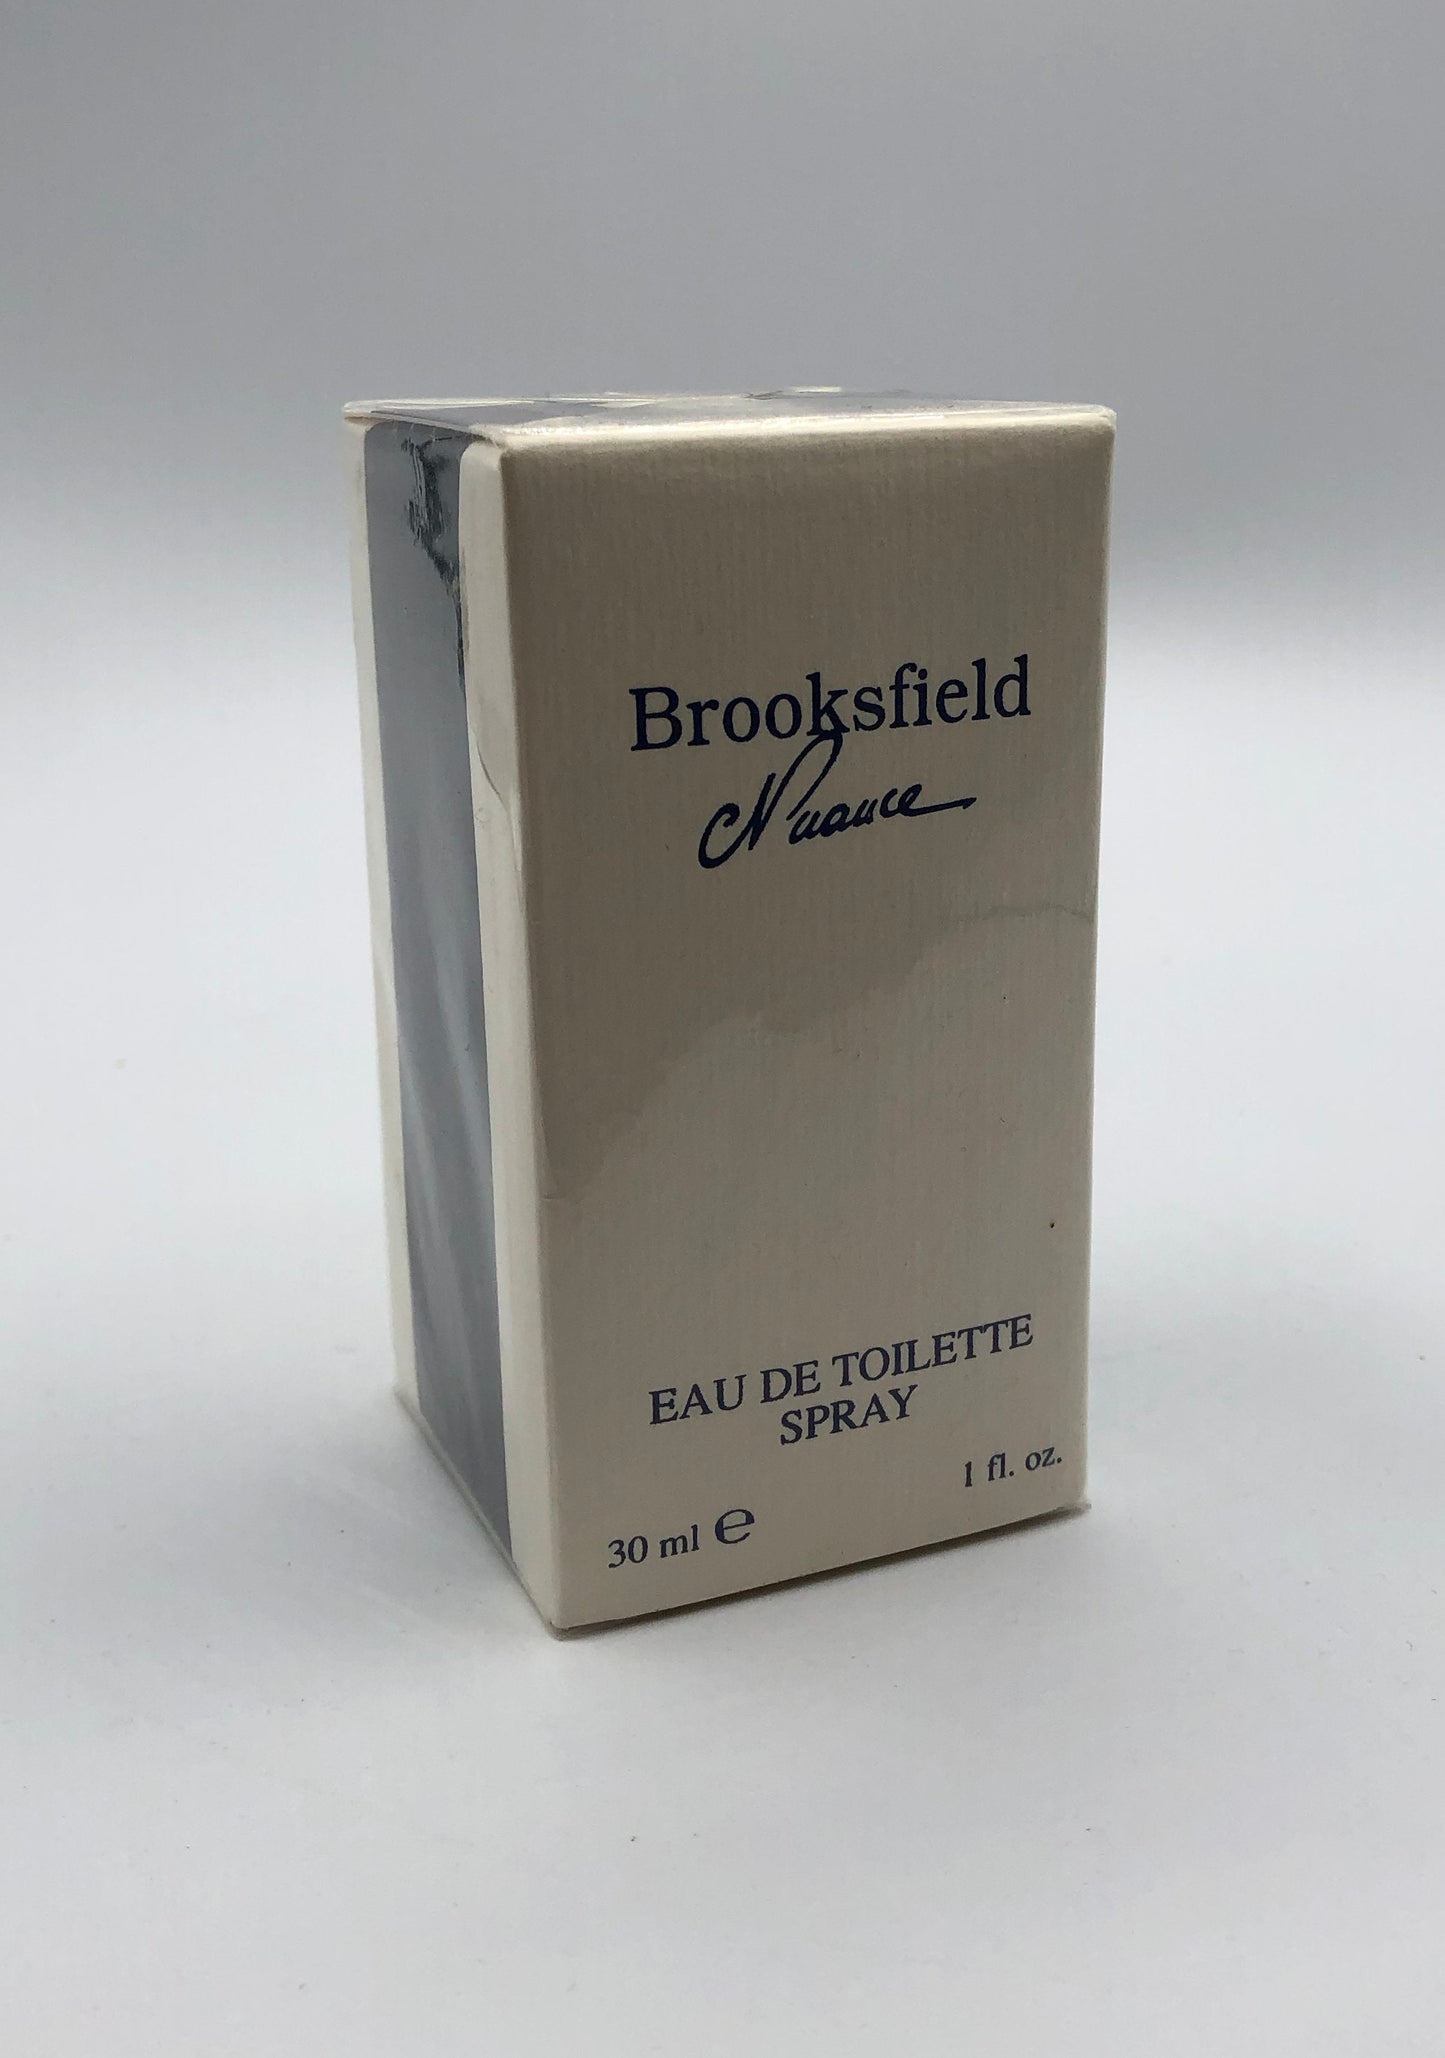 Brooksfield
Nuance
EAU DE TOILETTE
SPRAY
1 fl. oz.
30 ml ℮